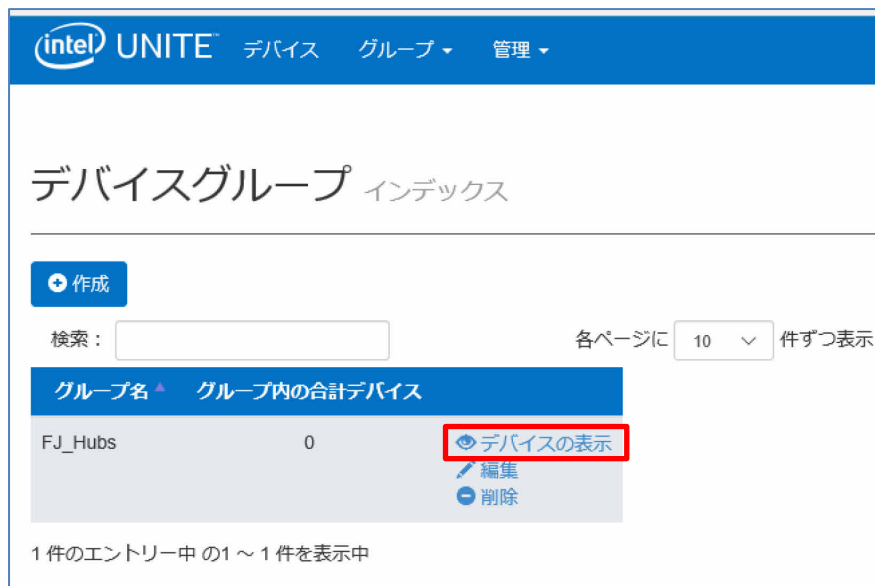 intel UNITE™ デバイス グループ 管理
デバイスグループ インデックス
作成
検索： 各ページに 10 件ずつ表示
グループ名 グループ内の合計デバイス
FJ_Hubs 0 デバイスの表示
編集
削除
1 件のエントリー中 の1 ～ 1 件を表示中